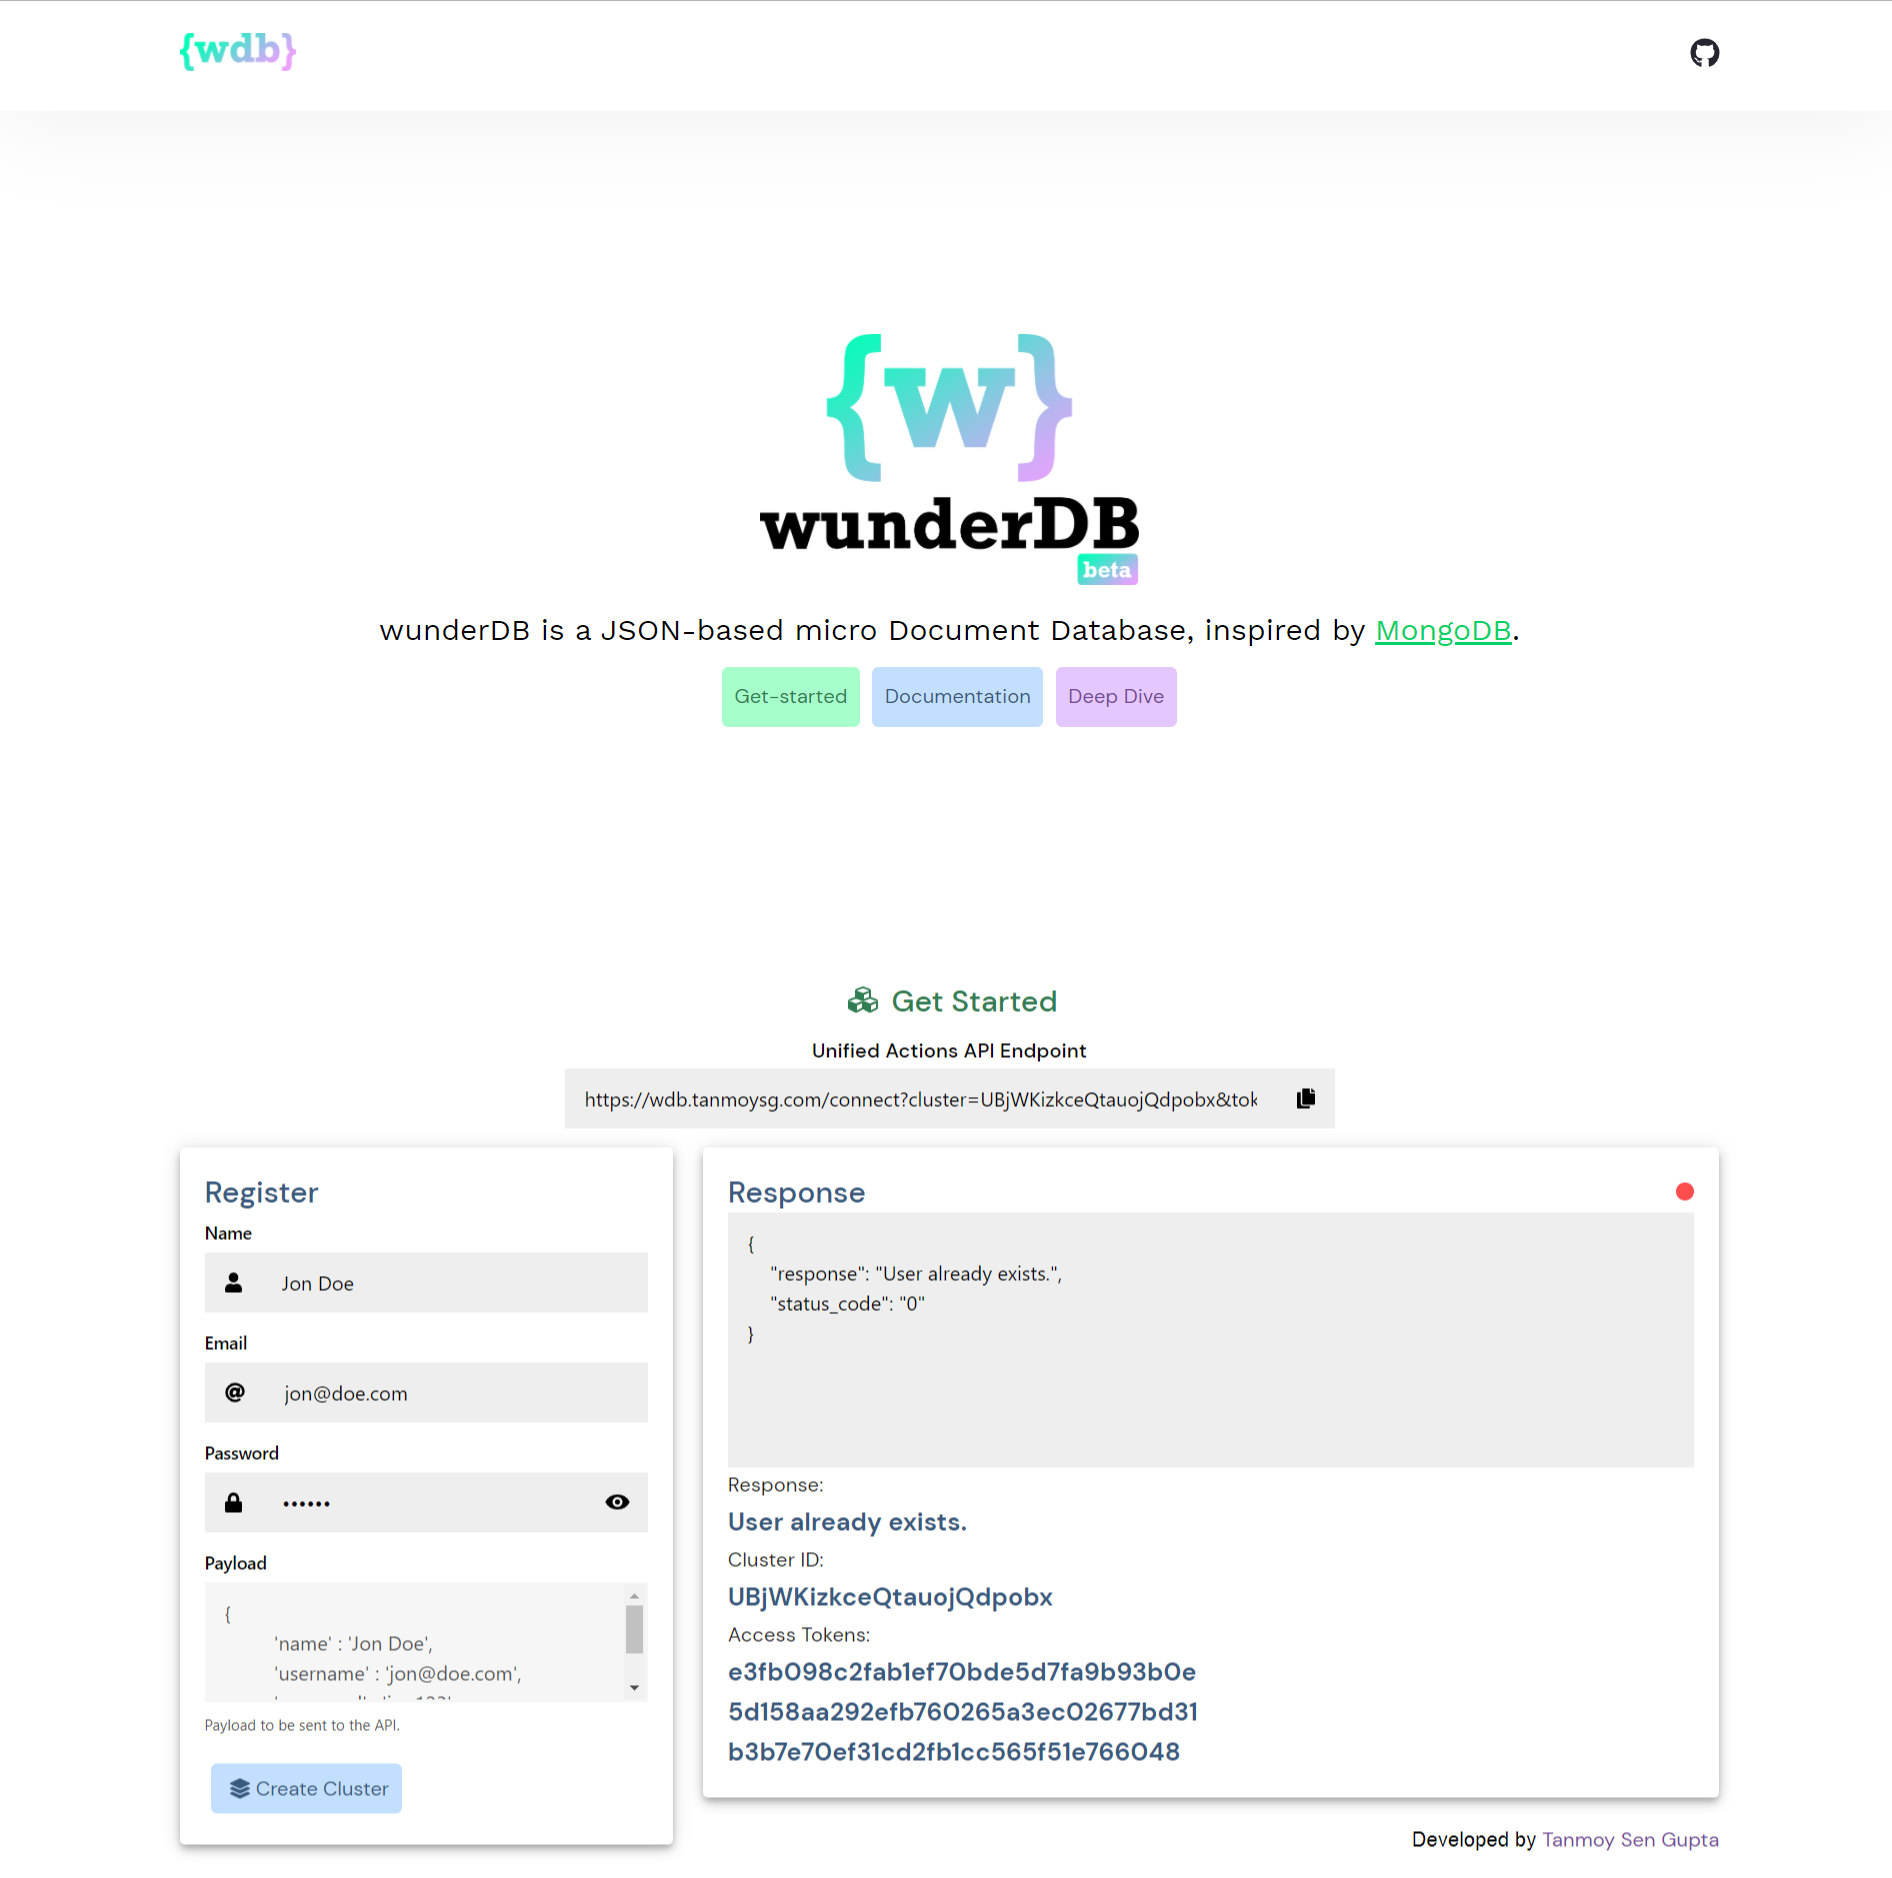 {wdb}
{w}
wunderDB
beta
wunderDB is a JSON-based micro Document Database, inspired by MongoDB.
Get-started Documentation Deep Dive
Get Started
Unified Actions API Endpoint
https://wdb.tanmoysg.com/connect?cluster=UBjWKizkceQtauojQdpobx&tok
Register
Name
Jon Doe
Email
@ jon@doe.com
Password
••••••
Payload
{
'name' : 'Jon Doe',
'username' : 'jon@doe.com',
Payload to be sent to the API.
Create Cluster
Response
{
"response": "User already exists.",
"status_code": "0"
}
Response:
User already exists.
Cluster ID:
UBjWKizkceQtauojQdpobx
Access Tokens:
e3fb098c2fab1ef70bde5d7fa9b93b0e
5d158aa292efb760265a3ec02677bd31
b3b7e70ef31cd2fb1cc565f51e766048
Developed by Tanmoy Sen Gupta